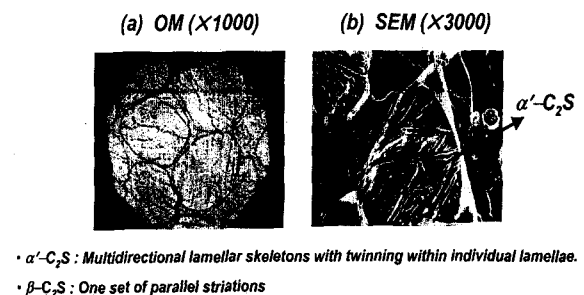 (a) OM (×1000)
(b) SEM (×3000)
α′–C₂S
• α′–C₂S : Multidirectional lamellar skeletons with twinning within individual lamellae.
• β–C₂S : One set of parallel striations